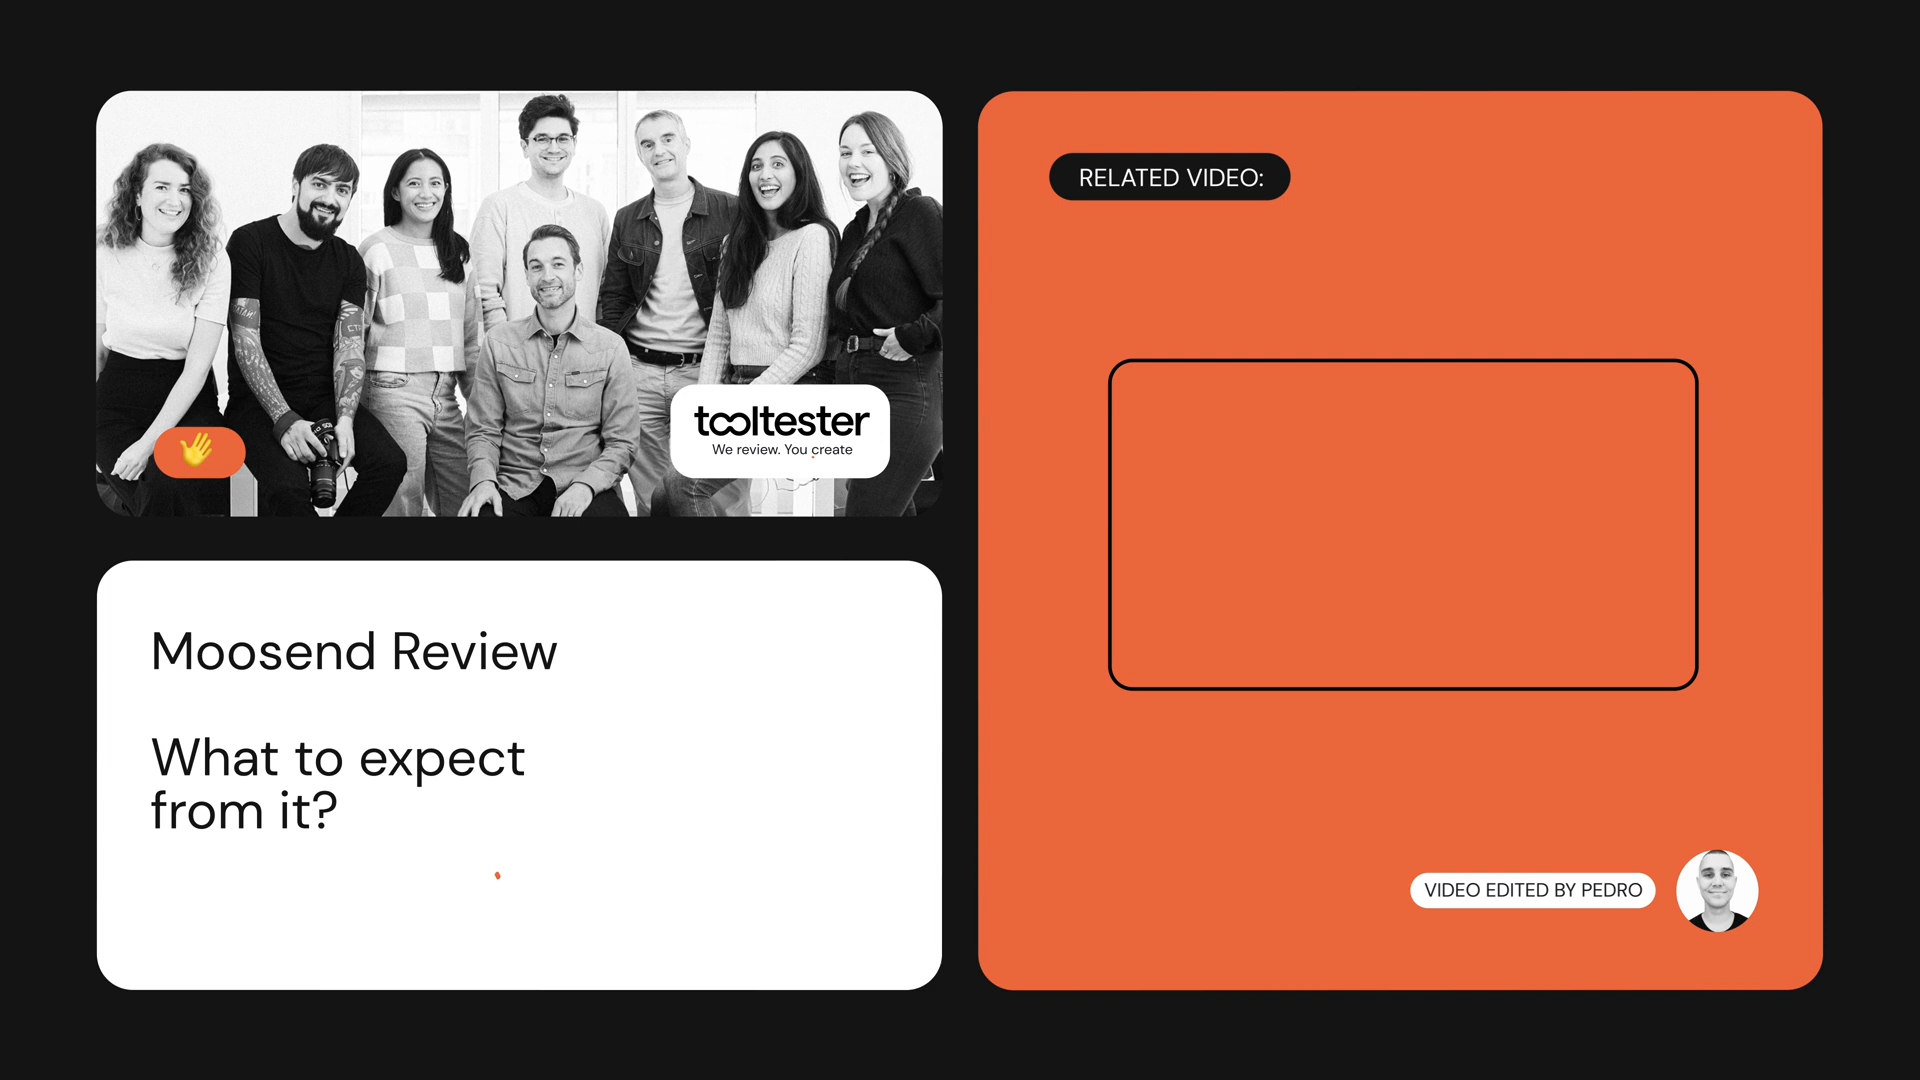 tooltester
We review. You create
Moosend Review
What to expect
from it?
RELATED VIDEO:
VIDEO EDITED BY PEDRO